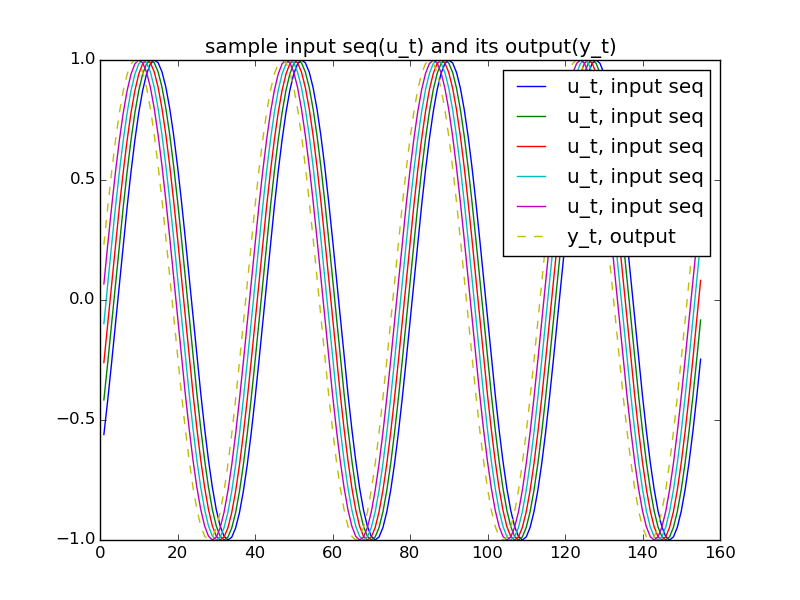 sample input seq(u_t) and its output(y_t)
1.0
0.5
0.0
−0.5
−1.0
0 20 40 60 80 100 120 140 160
u_t, input seq
u_t, input seq
u_t, input seq
u_t, input seq
u_t, input seq
y_t, output